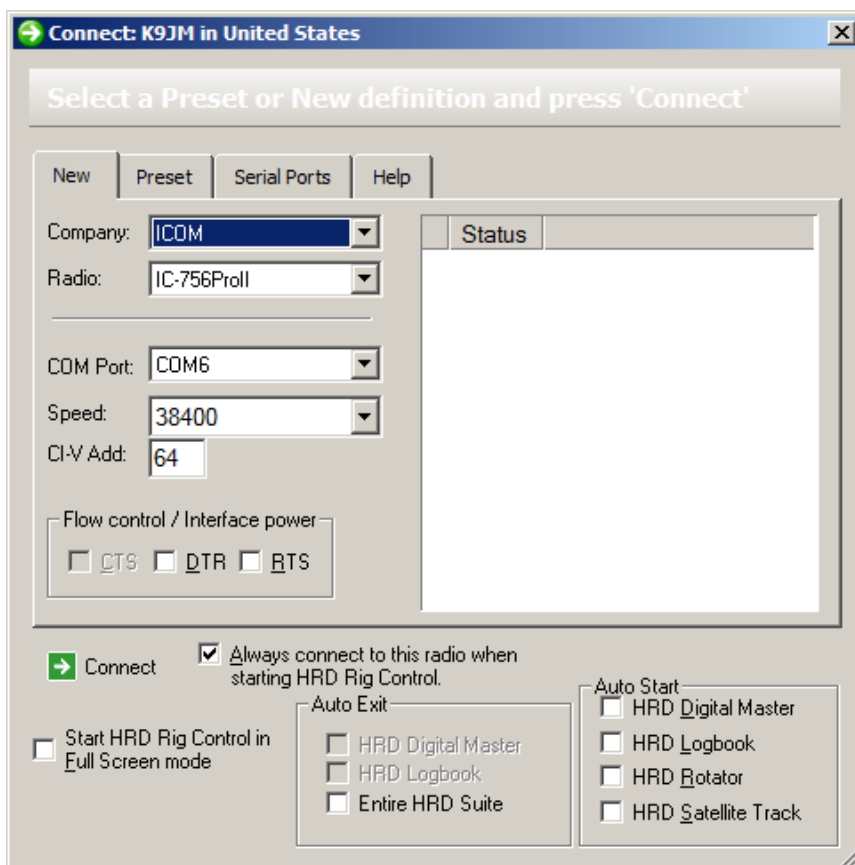 Connect: K9JM in United States
Select a Preset or New definition and press 'Connect'
New Preset Serial Ports Help
Company: ICOM
Radio: IC-756ProII
COM Port: COM6
Speed: 38400
CI-V Add: 64
Flow control / Interface power
CTS DTR RTS
Status
Connect
Always connect to this radio when
starting HRD Rig Control.
Start HRD Rig Control in
Full Screen mode
Auto Exit
HRD Digital Master
HRD Logbook
Entire HRD Suite
Auto Start
HRD Digital Master
HRD Logbook
HRD Rotator
HRD Satellite Track